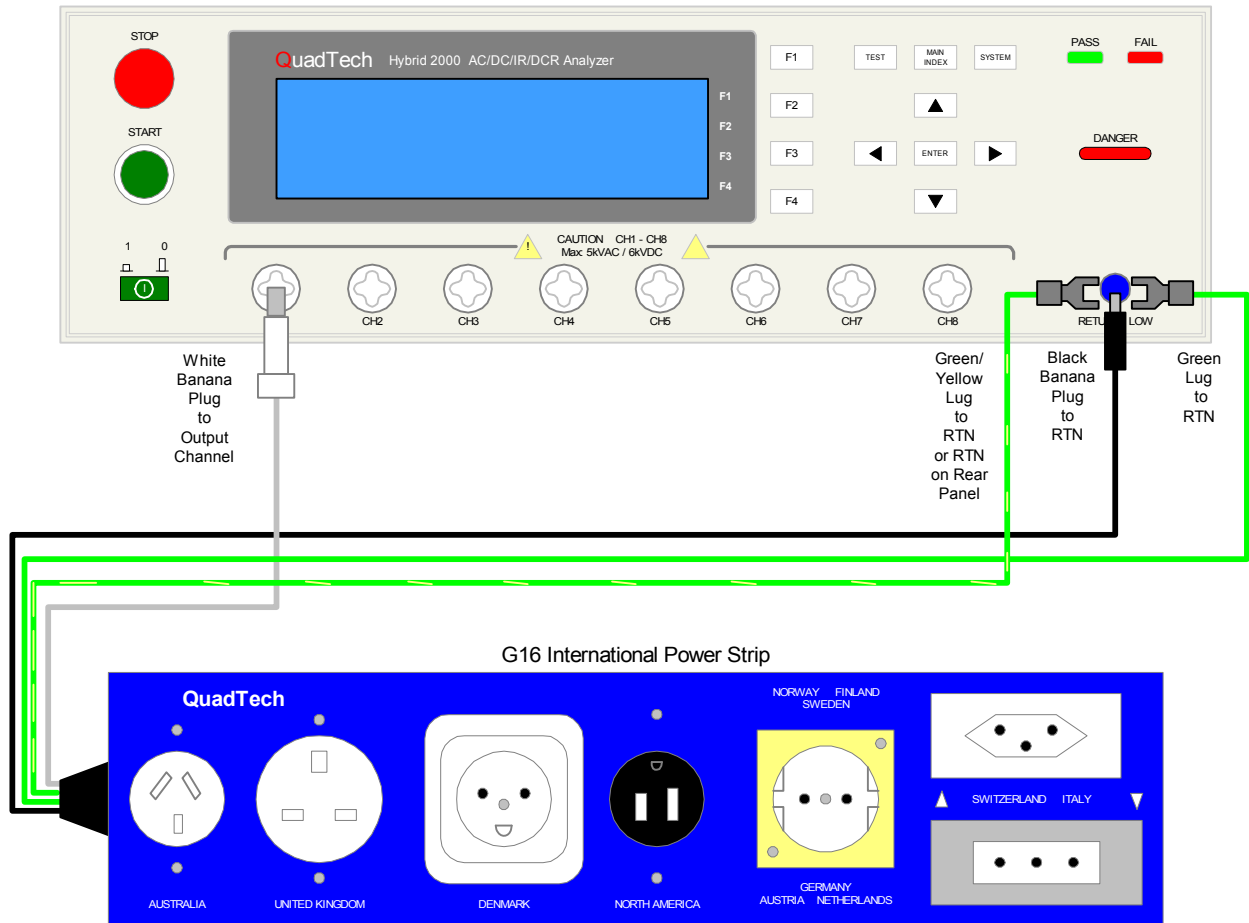 STOP
START
1 0
QuadTech Hybrid 2000 AC/DC/IR/DCR Analyzer
F1
F2
F3
F4
F1
F2
F3
F4
TEST
MAIN
INDEX
SYSTEM
ENTER
PASS
FAIL
DANGER
! CAUTION CH1 - CH8
Max: 5kVAC / 6kVDC
CH2
CH3
CH4
CH5
CH6
CH7
CH8
LOW
White
Banana
Plug
to
Output
Channel
Green/
Yellow
Lug
to
RTN
or RTN
on Rear
Panel
Black
Banana
Plug
to
RTN
Green
Lug
to
RTN
G16 International Power Strip
QuadTech
AUSTRALIA
UNITED KINGDOM
DENMARK
NORTH AMERICA
NORWAY FINLAND
SWEDEN
GERMANY
AUSTRIA NETHERLANDS
SWITZERLAND ITALY